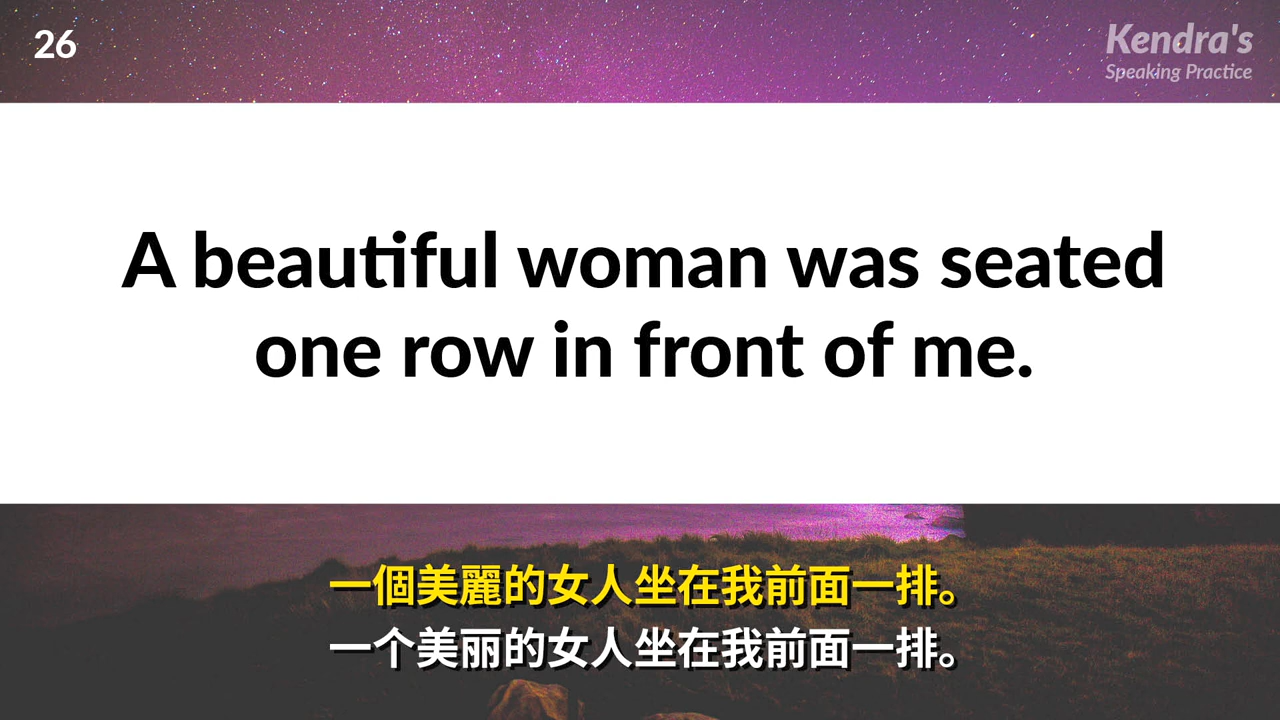 26
Kendra's
Speaking Practice
A beautiful woman was seated
one row in front of me.
一個美麗的女人坐在我前面一排。
一个美丽的女人坐在我前面一排。